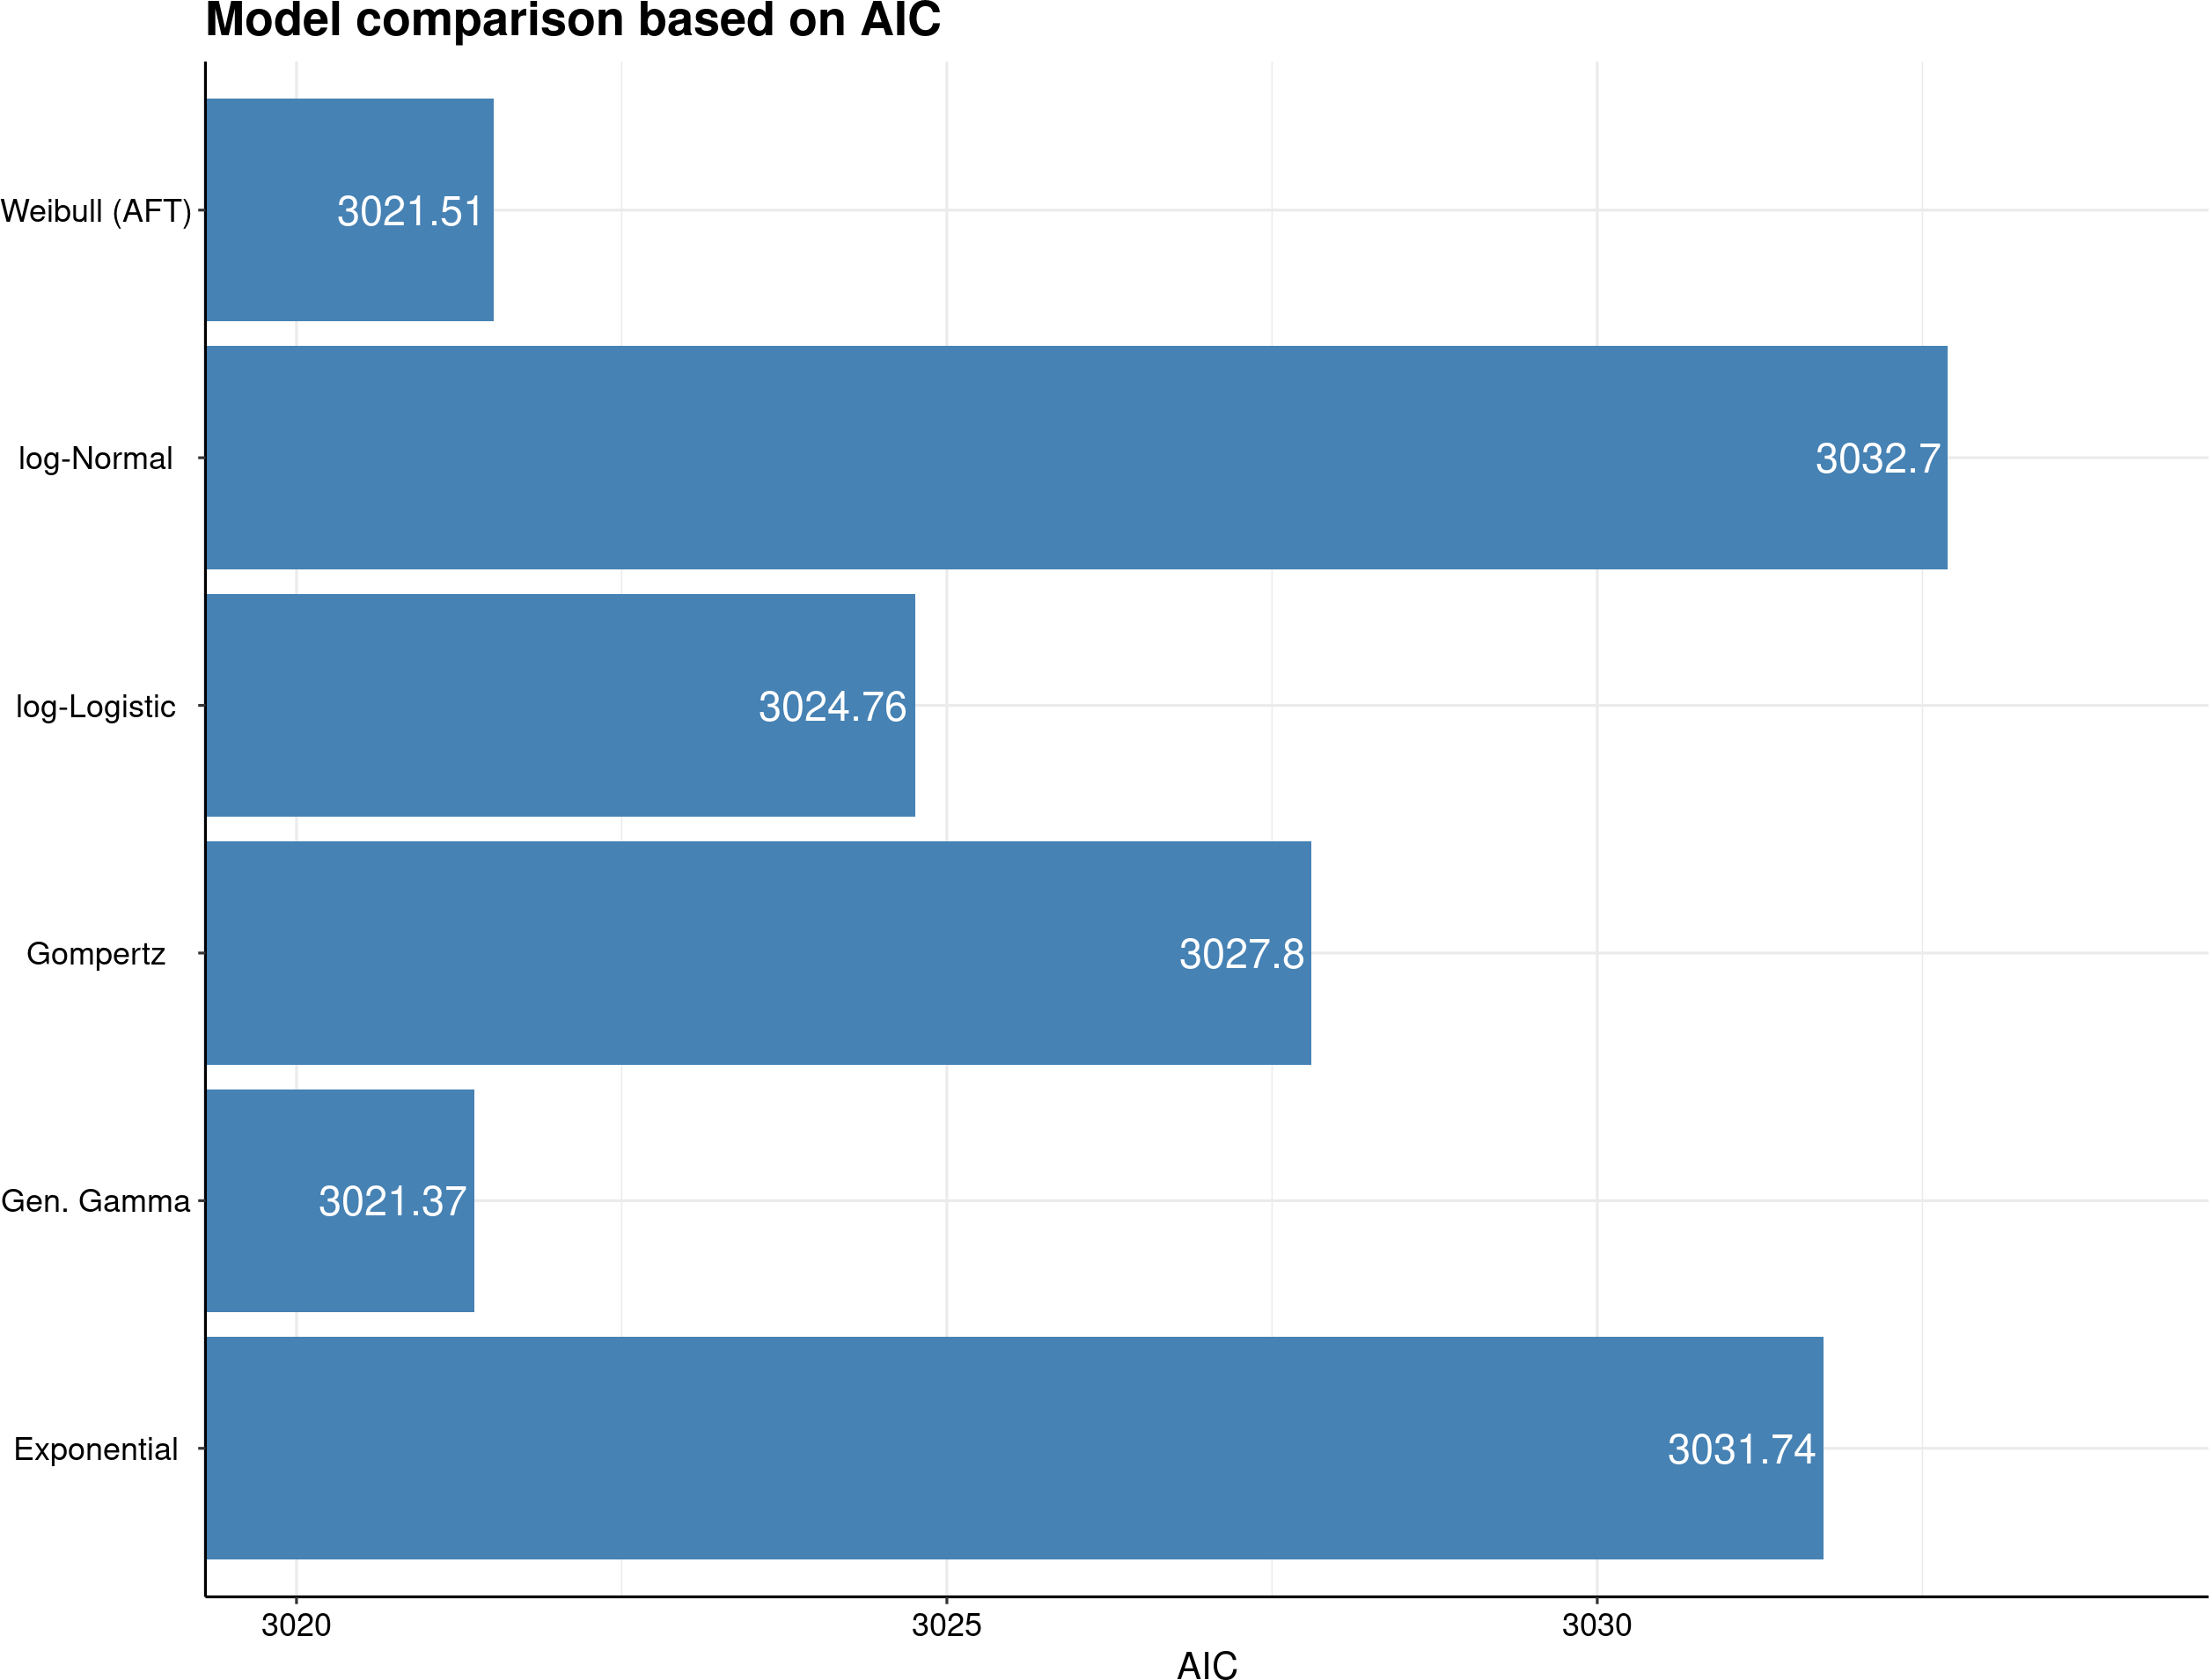 Model comparison based on AIC
Weibull (AFT)
3021.51
log-Normal
3032.7
log-Logistic
3024.76
Gompertz
3027.8
Gen. Gamma
3021.37
Exponential
3031.74
3020 3025 3030
AIC